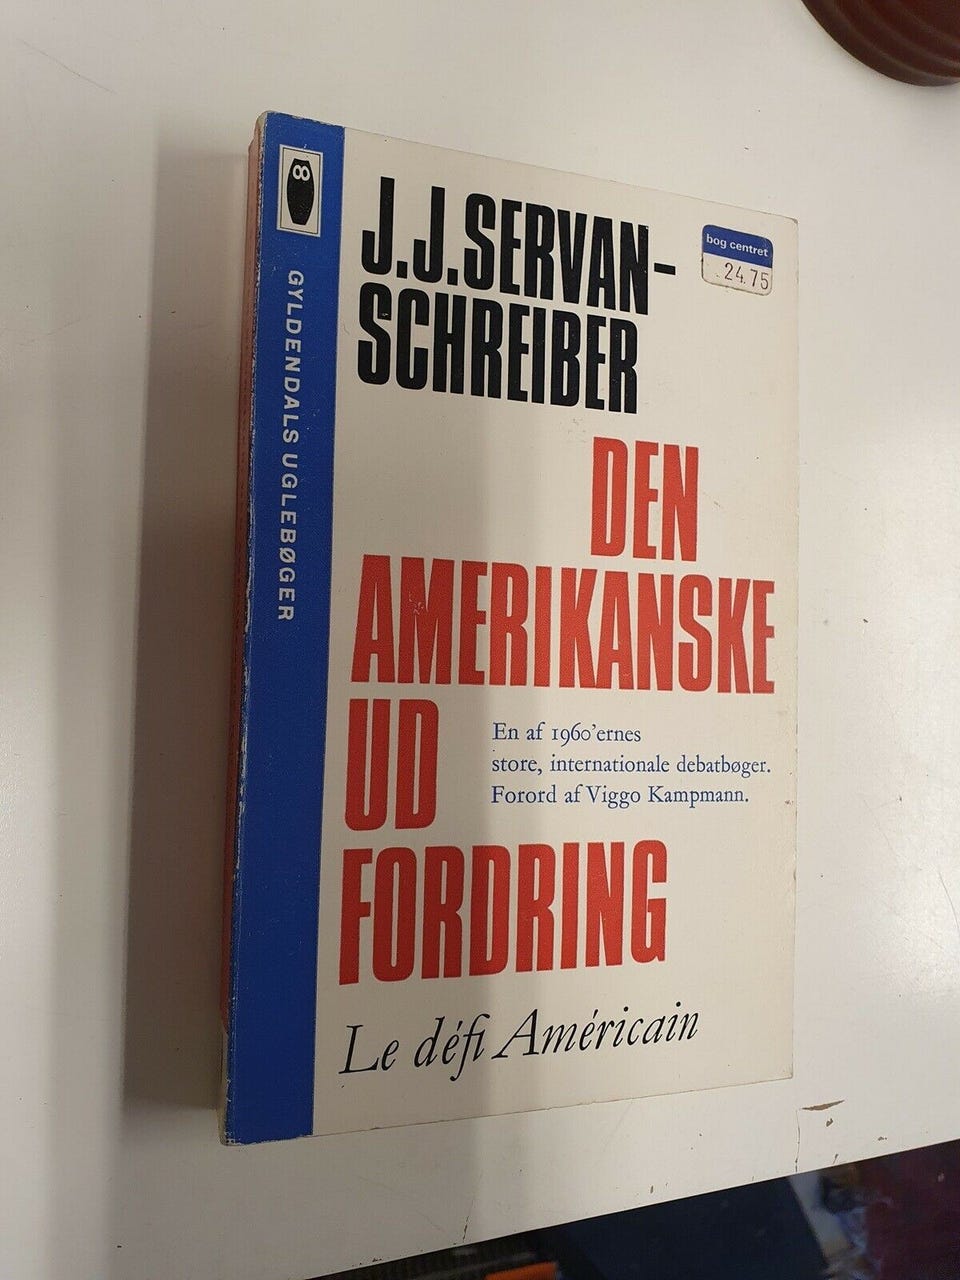 GYLDENDALS UGLEBØGER
J.J. SERVAN-
SCHREIBER
bog centret
24.75
DEN
AMERIKANSKE
UD
FORDRING
En af 1960'ernes
store, internationale debatbøger.
Forord af Viggo Kampmann.
Le défi Américain